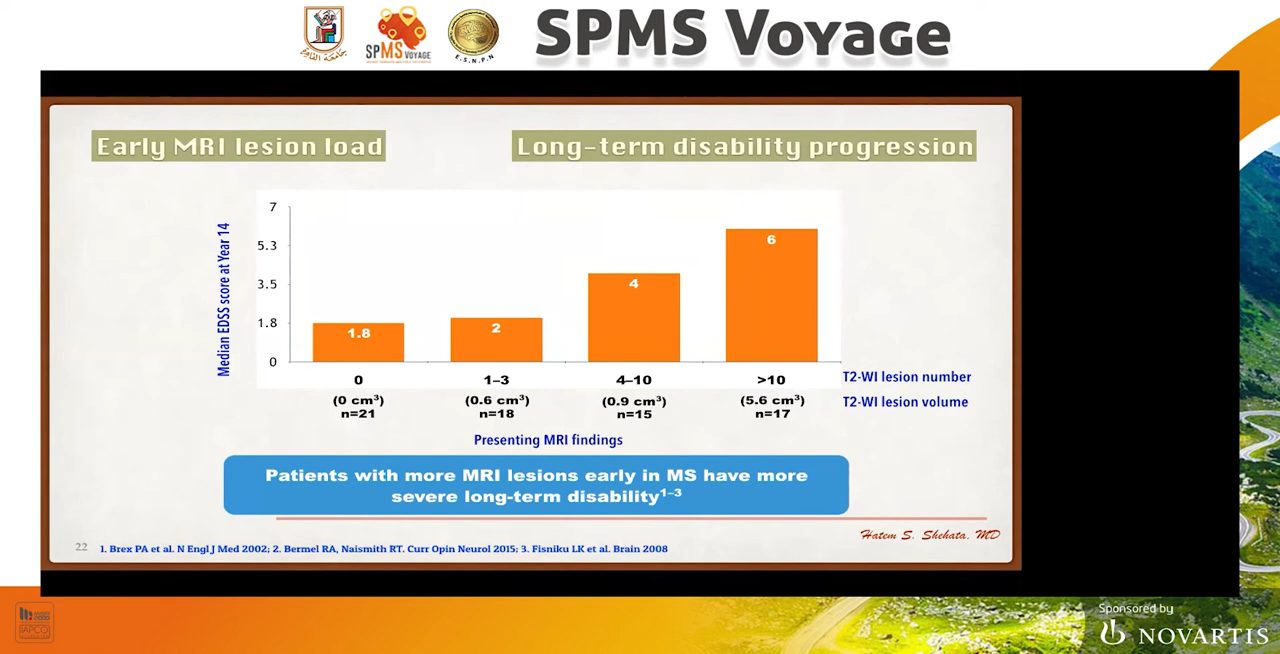 SPMS Voyage
جامعة القاهرة
SPMS VOYAGE
E.S.N.P.N
Early MRI lesion load
Long-term disability progression
Median EDSS score at Year 14
7
5.3
3.5
1.8
0
1.8
2
4
6
0
1–3
4–10
>10
T2-WI lesion number
(0 cm³)
(0.6 cm³)
(0.9 cm³)
(5.6 cm³)
T2-WI lesion volume
n=21
n=18
n=15
n=17
Presenting MRI findings
Patients with more MRI lesions early in MS have more
severe long-term disability¹⁻³
Hatem S. Shehata, MD
22
1. Brex PA et al. N Engl J Med 2002; 2. Bermel RA, Naismith RT. Curr Opin Neurol 2015; 3. Fisniku LK et al. Brain 2008
IAPCO
Sponsored by
NOVARTIS